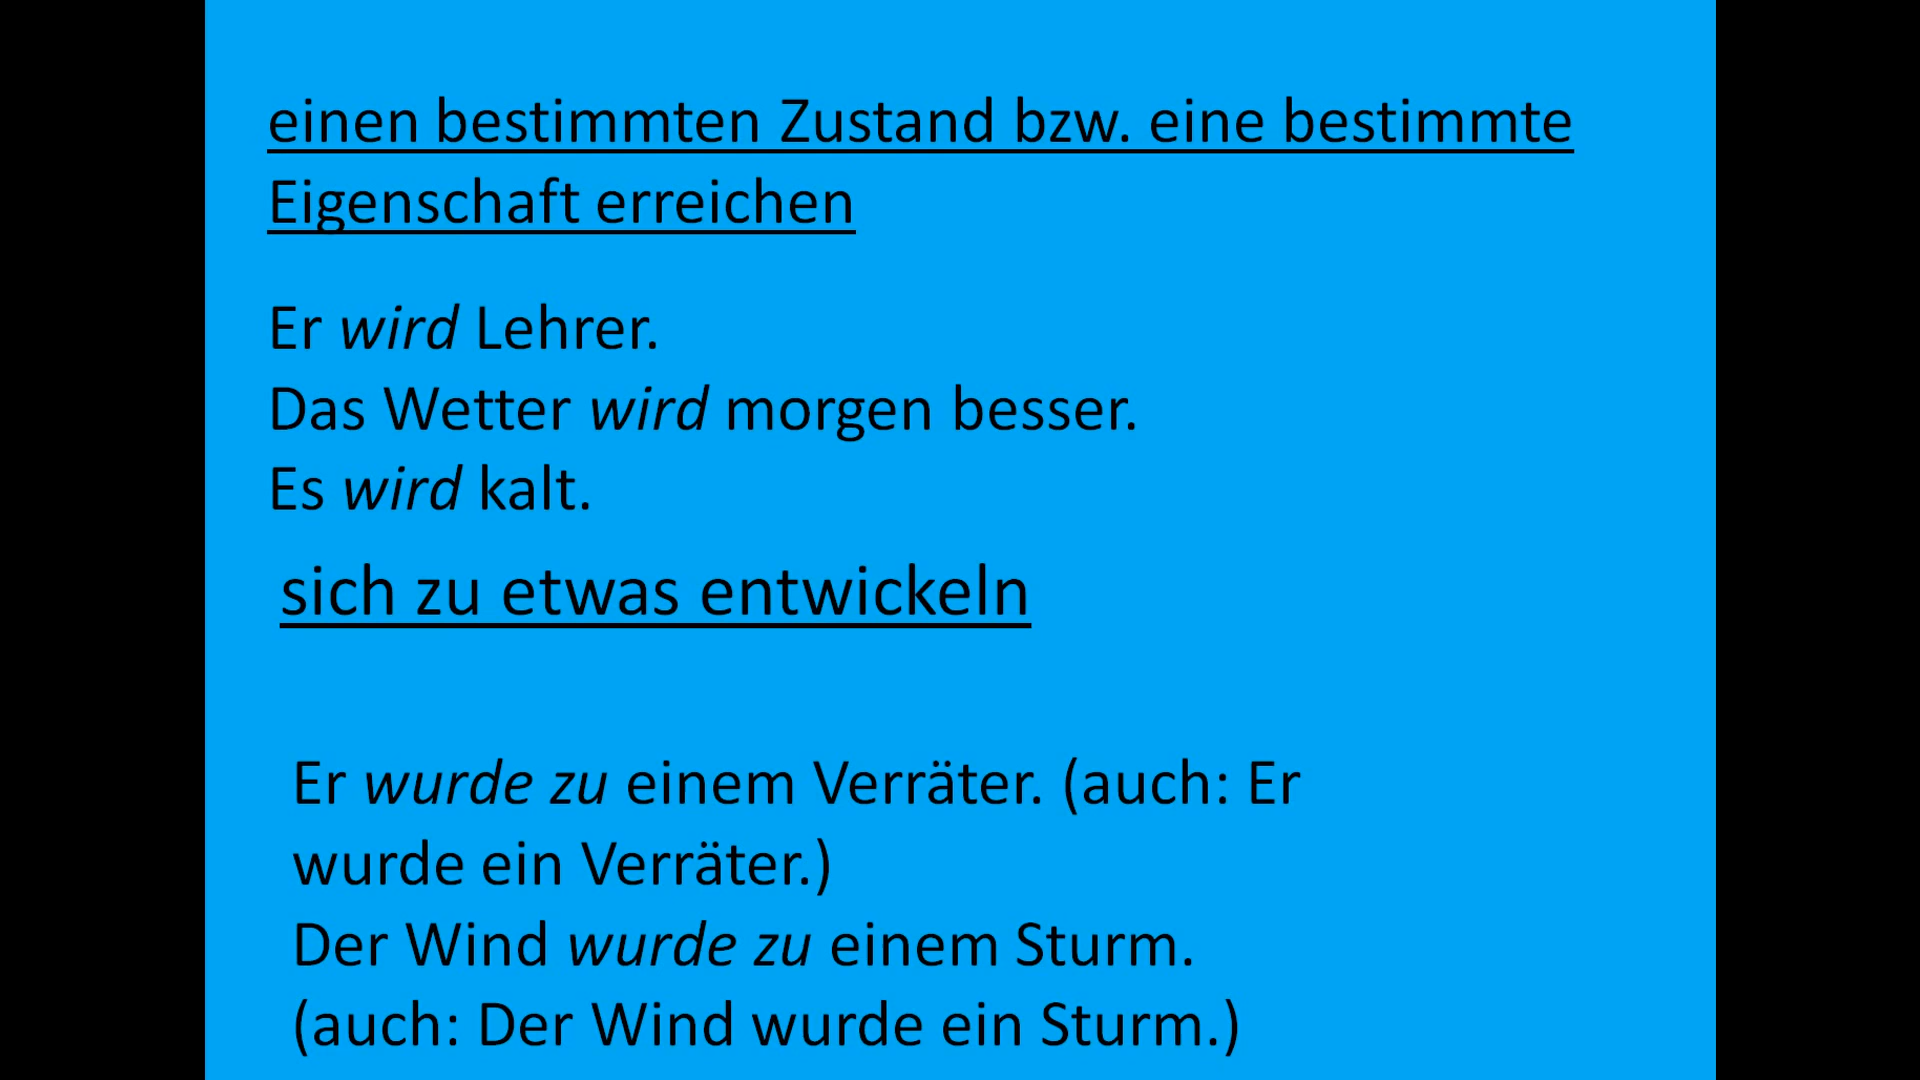 einen bestimmten Zustand bzw. eine bestimmte
Eigenschaft erreichen
Er wird Lehrer.
Das Wetter wird morgen besser.
Es wird kalt.
sich zu etwas entwickeln
Er wurde zu einem Verräter. (auch: Er
wurde ein Verräter.)
Der Wind wurde zu einem Sturm.
(auch: Der Wind wurde ein Sturm.)